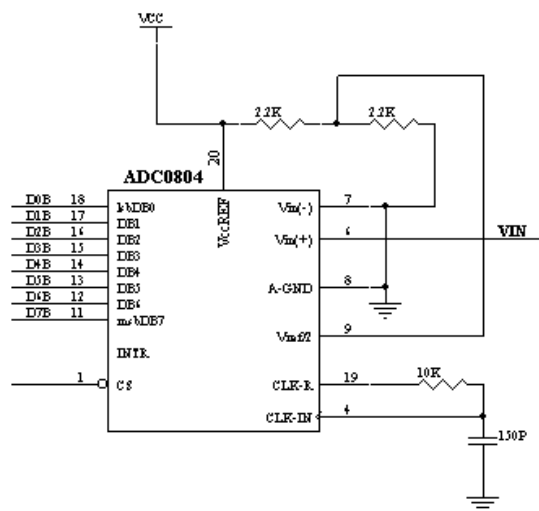 VCC
2.2K 2.2K
20
ADC0804
VccREF
D0B 18 lsbDB0
D1B 17 DB1
D2B 16 DB2
D3B 15 DB3
D4B 14 DB4
D5B 13 DB5
D6B 12 DB6
D7B 11 msbDB7
INTR
1 CS
Vin(-) 7
Vin(+) 6 VIN
A-GND 8
Vref/2 9
CLK-R 19 10K
CLK-IN 4
150P